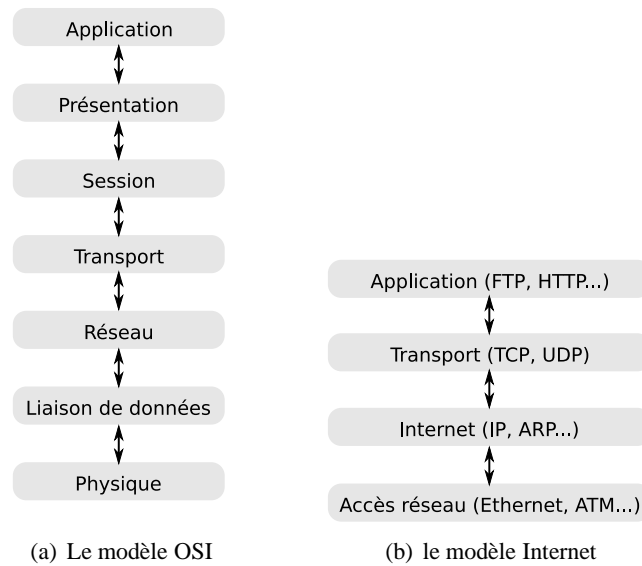 Application
Présentation
Session
Transport
Réseau
Liaison de données
Physique
(a) Le modèle OSI
Application (FTP, HTTP...)
Transport (TCP, UDP)
Internet (IP, ARP...)
Accès réseau (Ethernet, ATM...)
(b) le modèle Internet